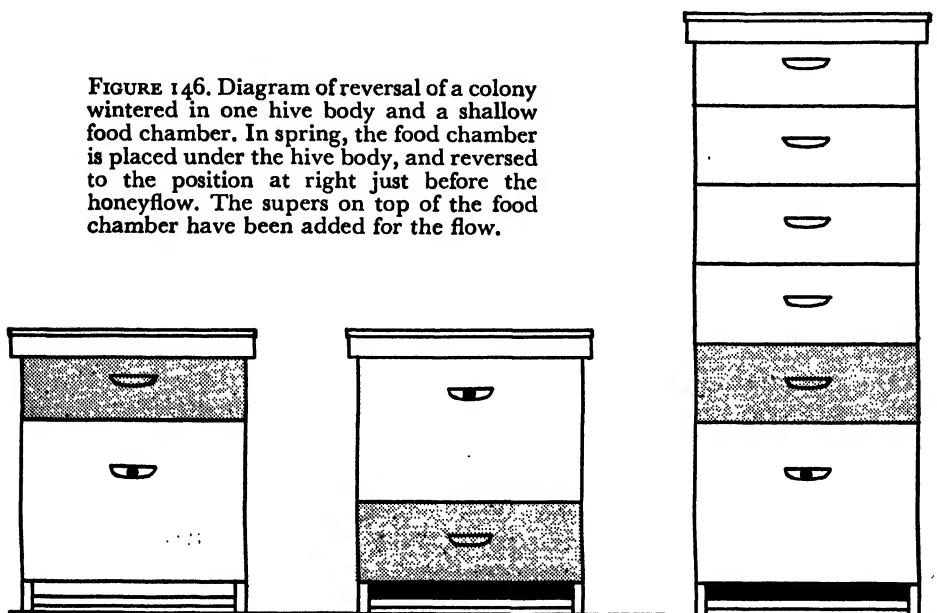 FIGURE 146. Diagram of reversal of a colony
wintered in one hive body and a shallow
food chamber. In spring, the food chamber
is placed under the hive body, and reversed
to the position at right just before the
honeyflow. The supers on top of the food
chamber have been added for the flow.